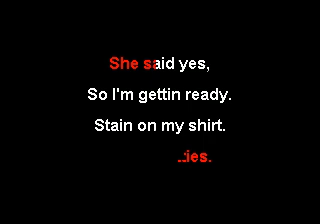 She said yes,
So I'm gettin ready.
Stain on my shirt.